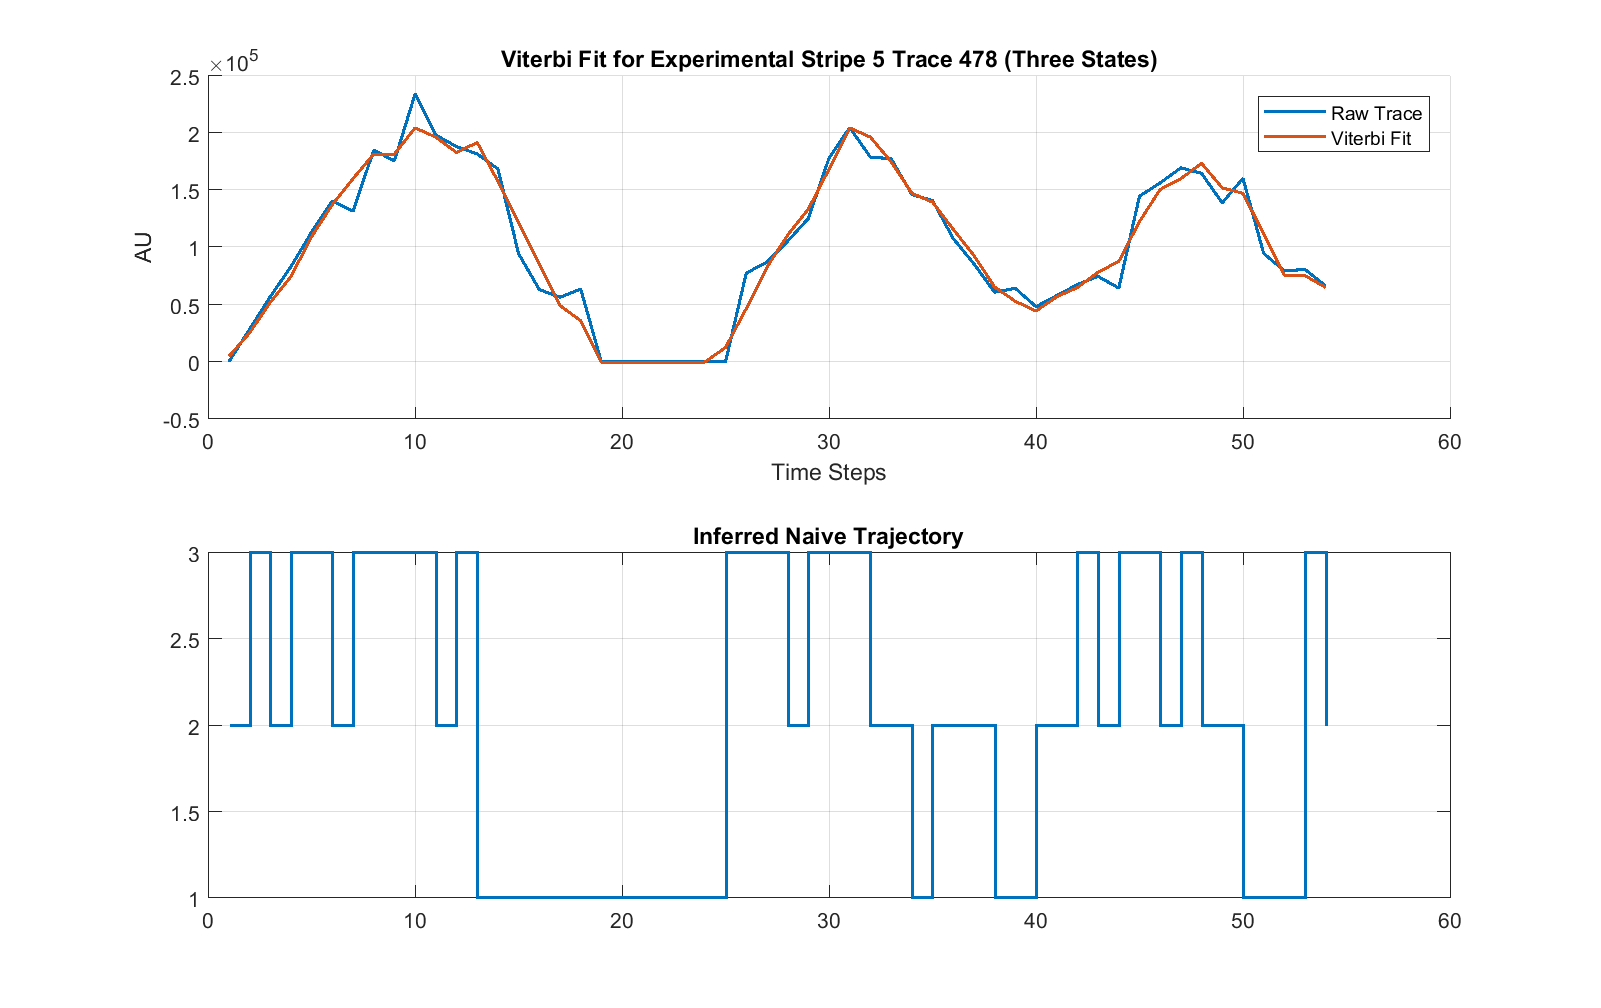 Viterbi Fit for Experimental Stripe 5 Trace 478 (Three States)
×10⁵
2.5
2
1.5
1
0.5
0
-0.5
AU
Raw Trace
Viterbi Fit
0 10 20 30 40 50 60
Time Steps
Inferred Naive Trajectory
3
2.5
2
1.5
1
0 10 20 30 40 50 60